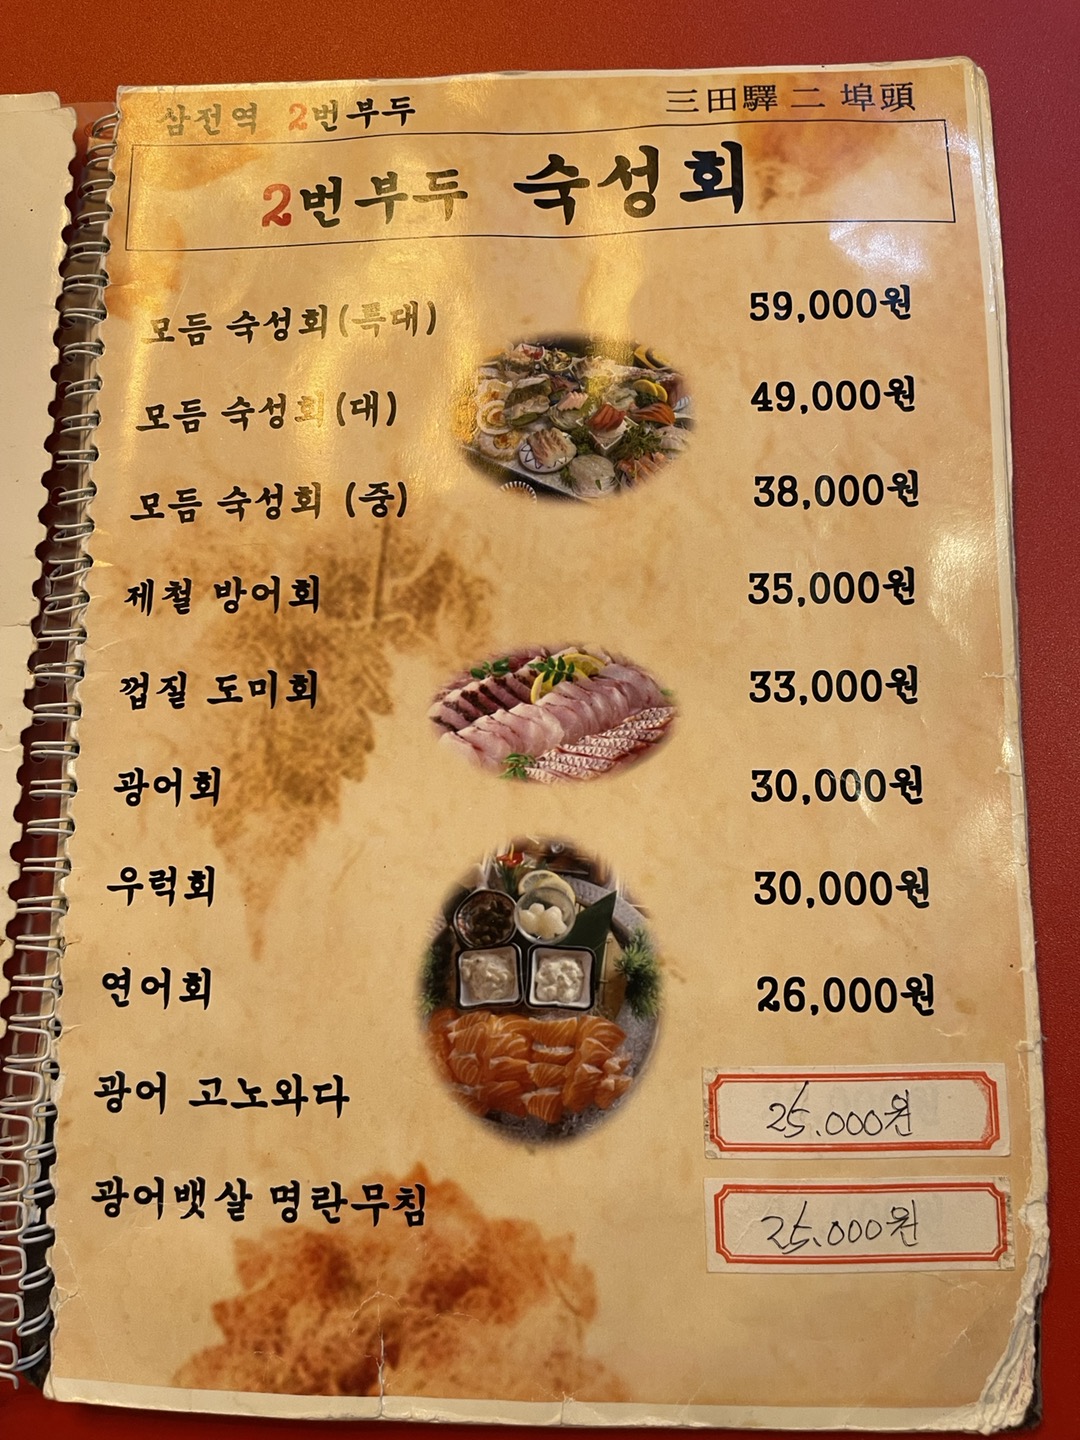 삼전역 2번부두 三田驛 二 埠頭
2번부두 숙성회
모듬 숙성회(특대) 59,000원
모듬 숙성회(대) 49,000원
모듬 숙성회 (중) 38,000원
제철 방어회 35,000원
껍질 도미회 33,000원
광어회 30,000원
우럭회 30,000원
연어회 26,000원
광어 고노와다 25.000원
광어뱃살 명란무침 25.000원